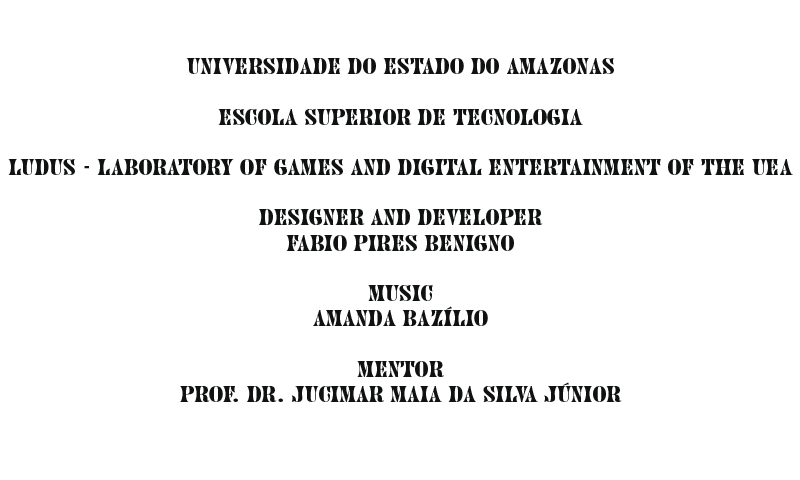 UNIVERSIDADE DO ESTADO DO AMAZONAS
ESCOLA SUPERIOR DE TECNOLOGIA
LUDUS - LABORATORY OF GAMES AND DIGITAL ENTERTAINMENT OF THE UEA
DESIGNER AND DEVELOPER
FABIO PIRES BENIGNO
MUSIC
AMANDA BAZÍLIO
MENTOR
PROF. DR. JUCIMAR MAIA DA SILVA JÚNIOR